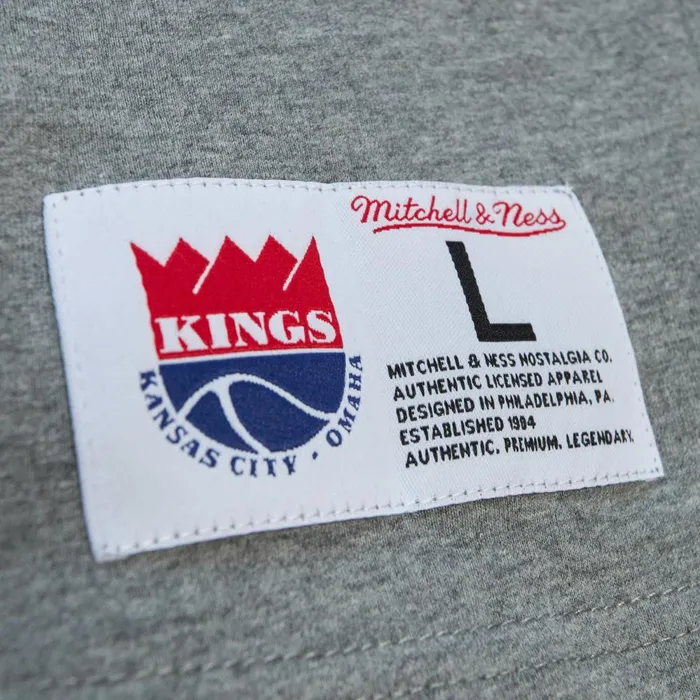 KINGS
KANSAS CITY · OMAHA
Mitchell & Ness
L
MITCHELL & NESS NOSTALGIA CO.
AUTHENTIC LICENSED APPAREL
DESIGNED IN PHILADELPHIA, PA.
ESTABLISHED 1904
AUTHENTIC. PREMIUM. LEGENDARY.